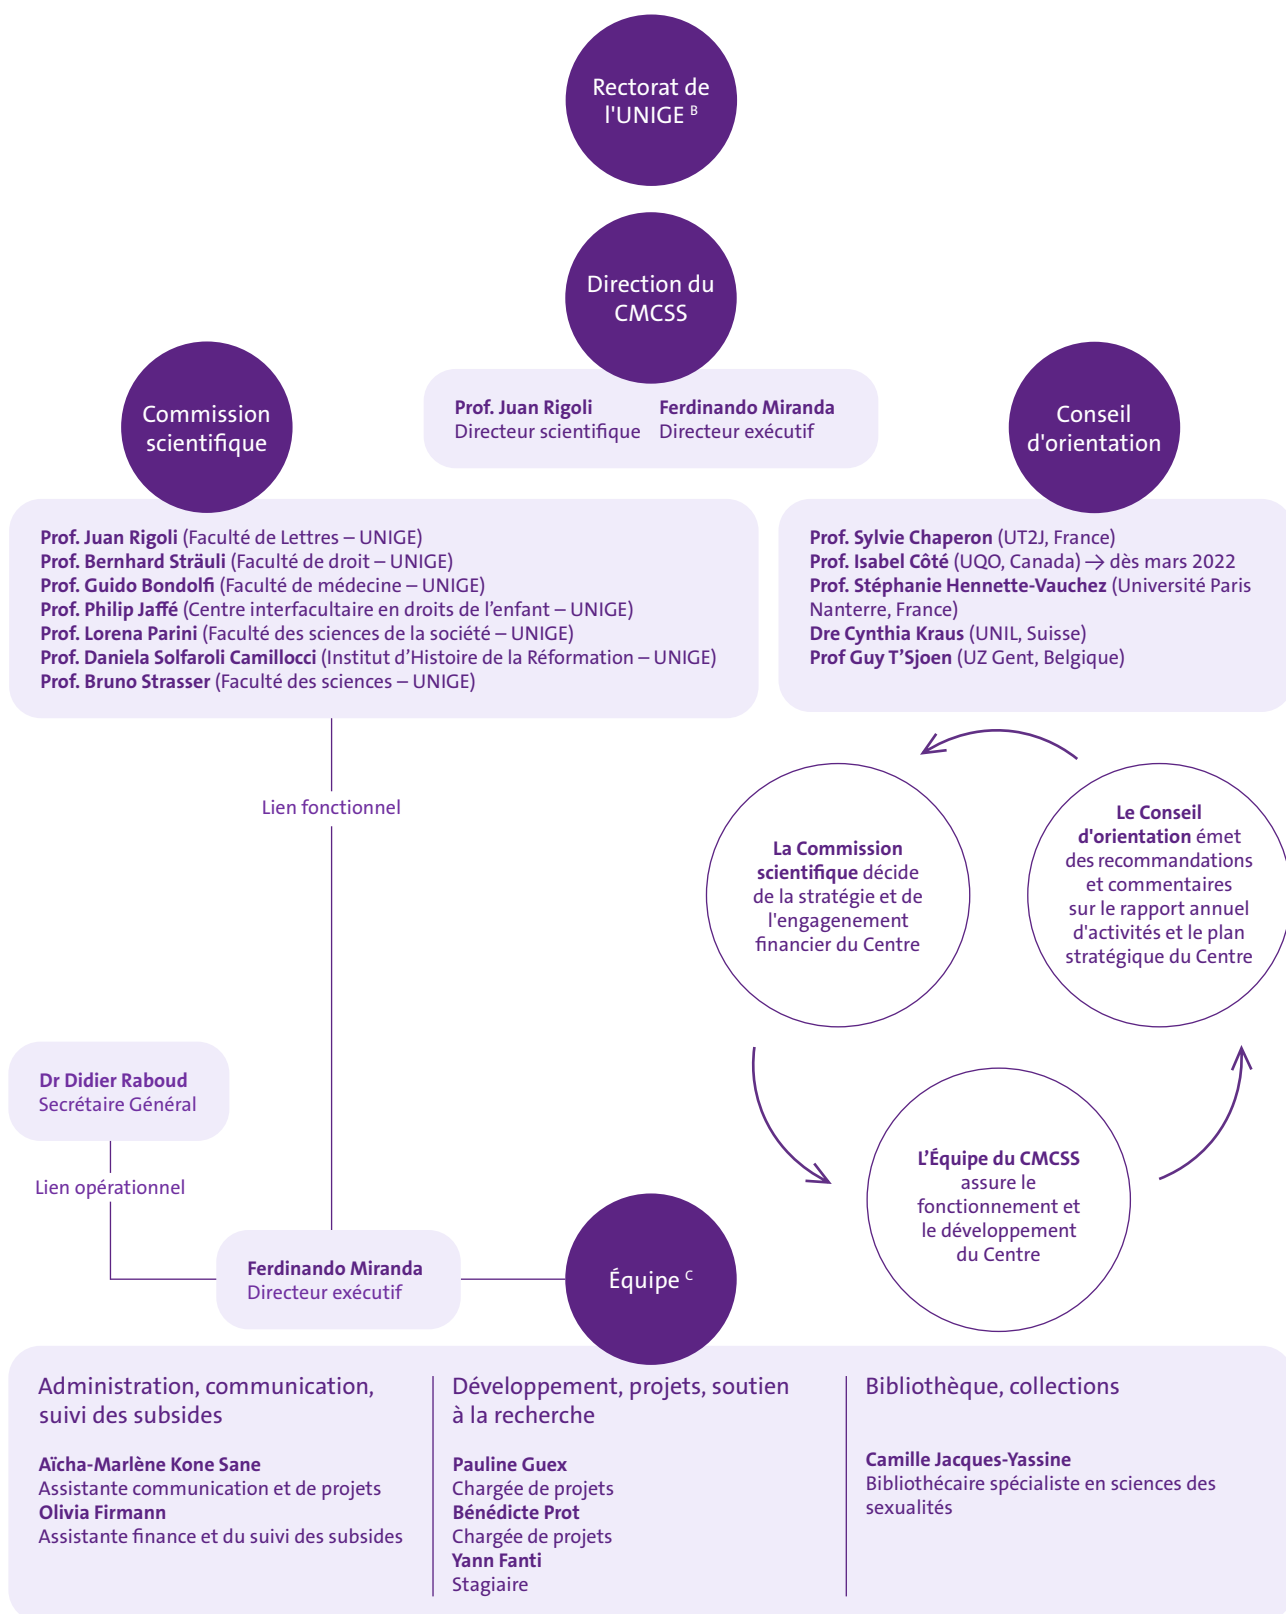 Rectorat de
l'UNIGE B
Direction du
CMCSS
Prof. Juan Rigoli
Directeur scientifique
Ferdinando Miranda
Directeur exécutif
Commission
scientifique
Conseil
d'orientation
Prof. Juan Rigoli (Faculté de Lettres – UNIGE)
Prof. Bernhard Sträuli (Faculté de droit – UNIGE)
Prof. Guido Bondolfi (Faculté de médecine – UNIGE)
Prof. Philip Jaffé (Centre interfacultaire en droits de l’enfant – UNIGE)
Prof. Lorena Parini (Faculté des sciences de la société – UNIGE)
Prof. Daniela Solfaroli Camillocci (Institut d’Histoire de la Réformation – UNIGE)
Prof. Bruno Strasser (Faculté des sciences – UNIGE)
Prof. Sylvie Chaperon (UT2J, France)
Prof. Isabel Côté (UQO, Canada) → dès mars 2022
Prof. Stéphanie Hennette-Vauchez (Université Paris
Nanterre, France)
Dre Cynthia Kraus (UNIL, Suisse)
Prof Guy T’Sjoen (UZ Gent, Belgique)
Lien fonctionnel
La Commission
scientifique décide
de la stratégie et de
l'engagenement
financier du Centre
Le Conseil
d'orientation émet
des recommandations
et commentaires
sur le rapport annuel
d'activités et le plan
stratégique du Centre
L’Équipe du CMCSS
assure le
fonctionnement et
le développement
du Centre
Dr Didier Raboud
Secrétaire Général
Lien opérationnel
Ferdinando Miranda
Directeur exécutif
Équipe C
Administration, communication,
suivi des subsides
Aïcha-Marlène Kone Sane
Assistante communication et de projets
Olivia Firmann
Assistante finance et du suivi des subsides
Développement, projets, soutien
à la recherche
Pauline Guex
Chargée de projets
Bénédicte Prot
Chargée de projets
Yann Fanti
Stagiaire
Bibliothèque, collections
Camille Jacques-Yassine
Bibliothécaire spécialiste en sciences des
sexualités